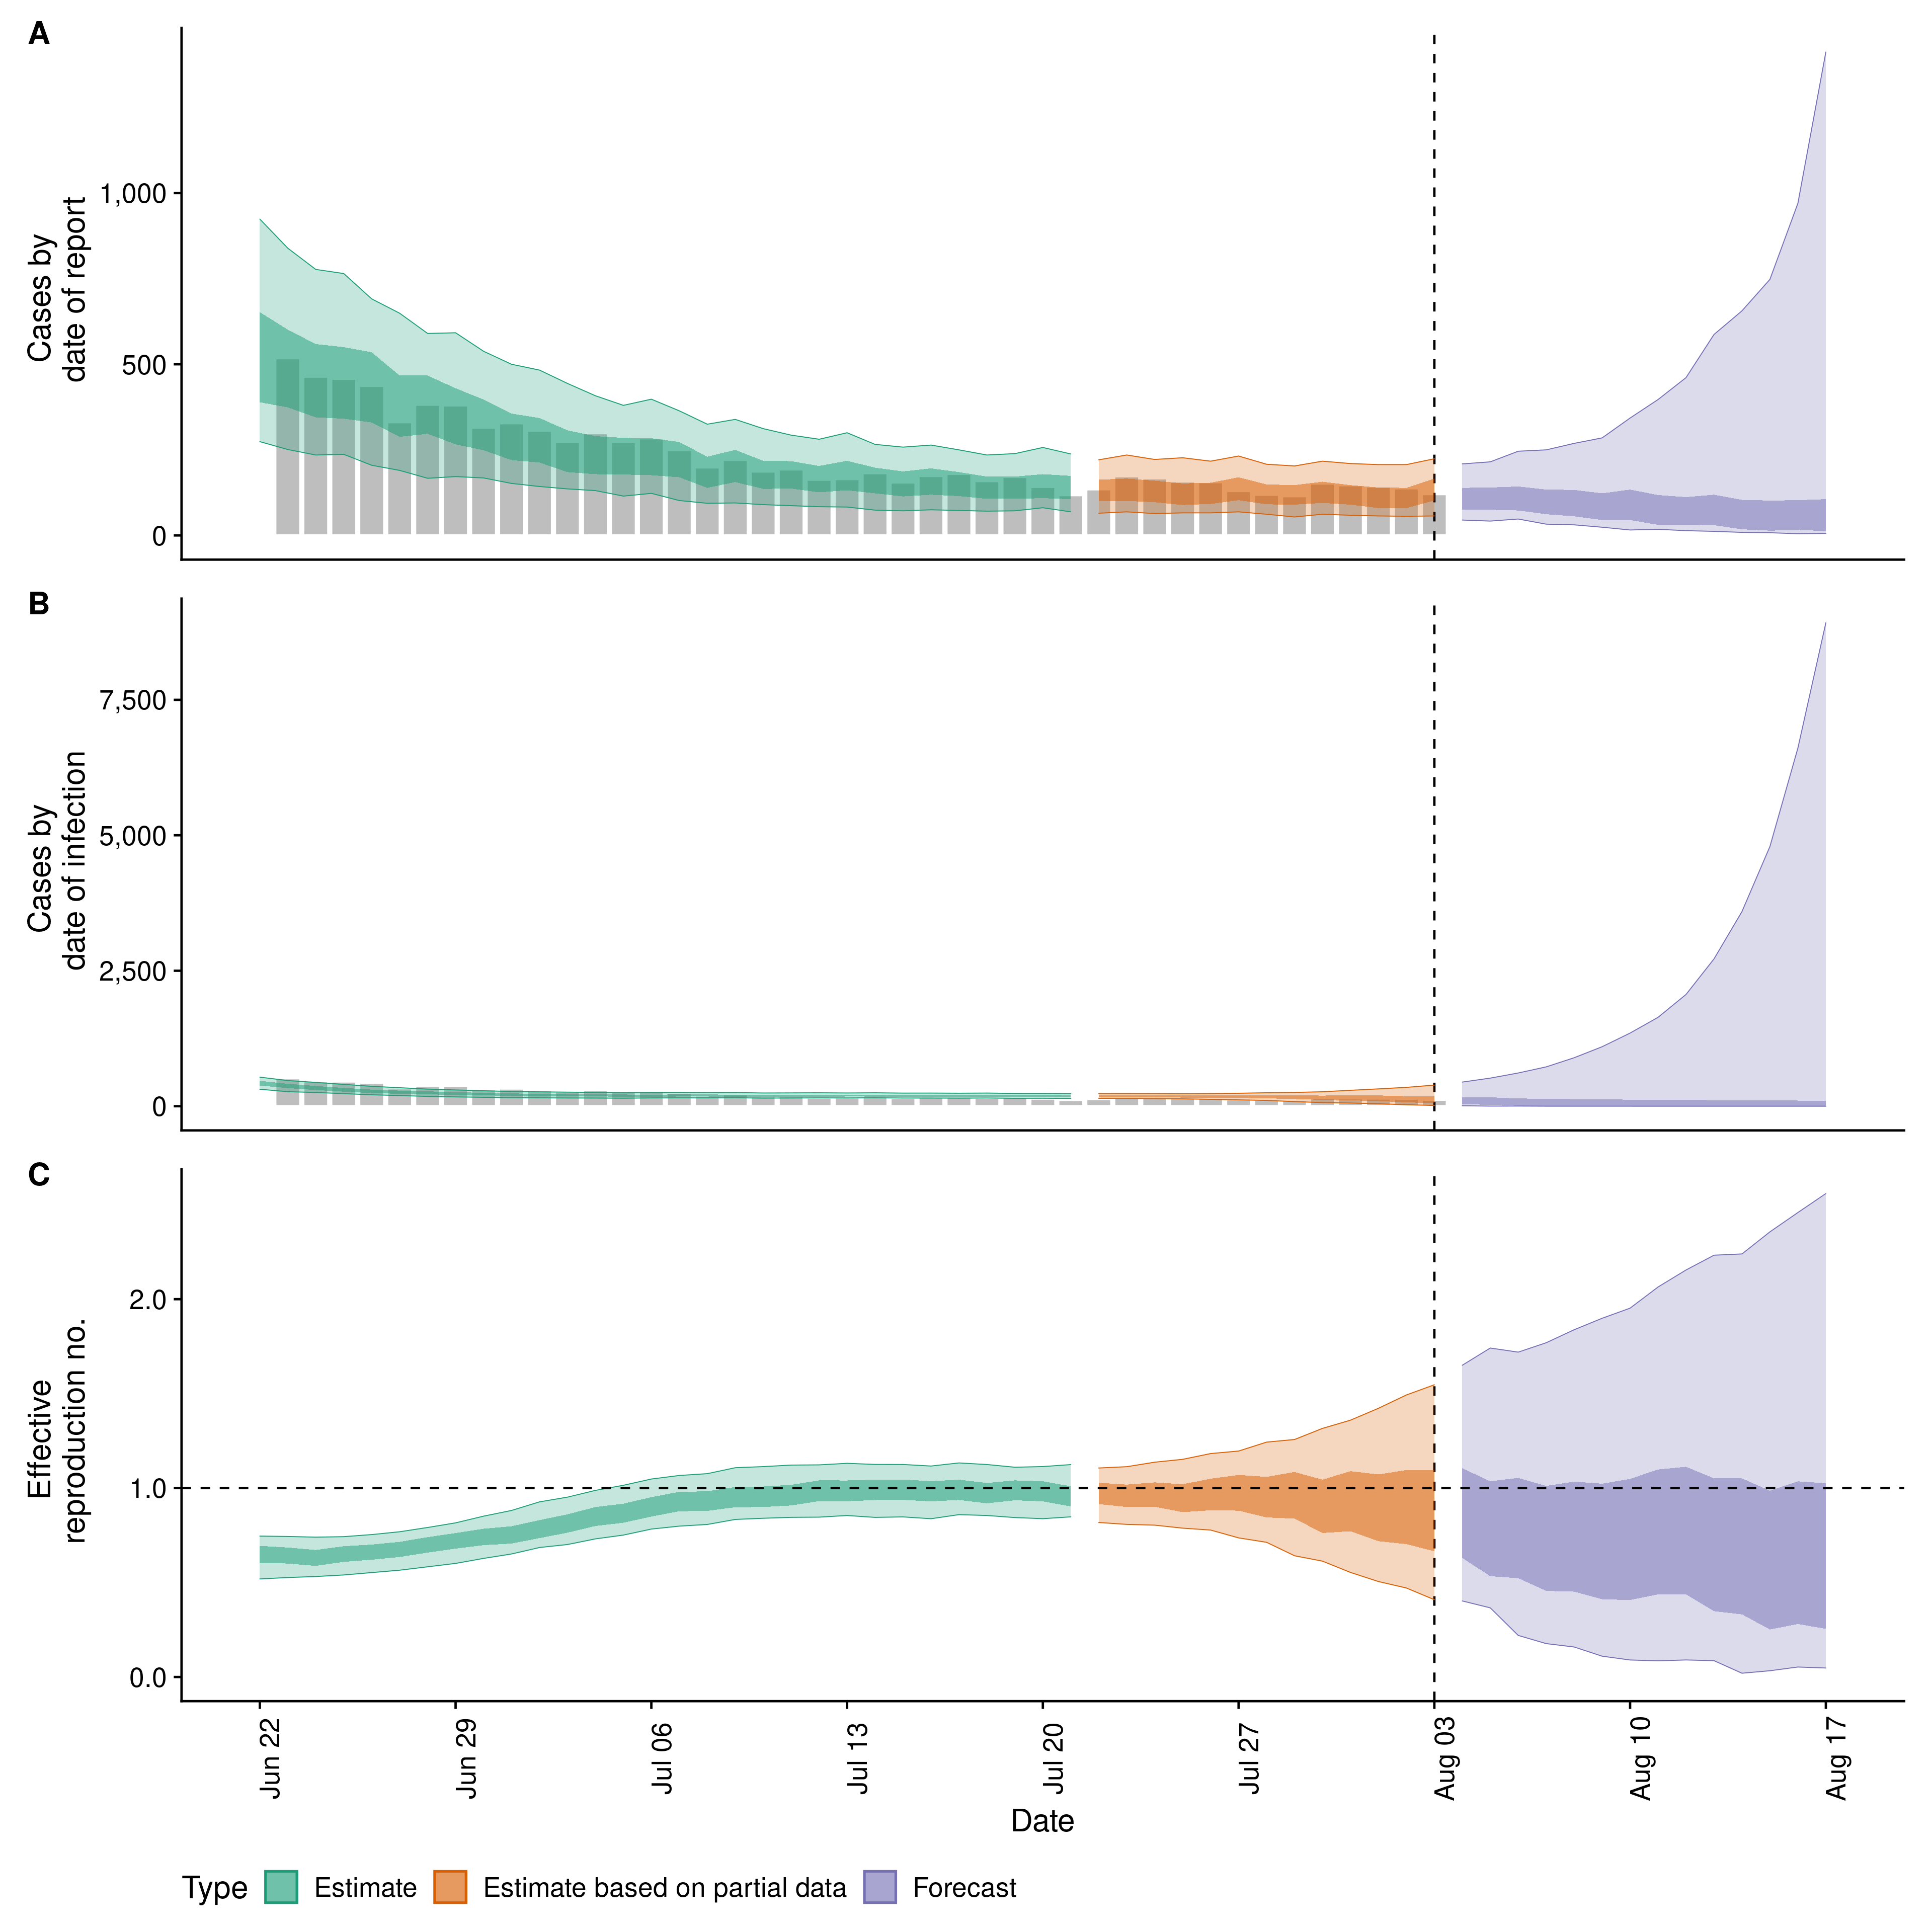 A
Cases by
date of report
1,000
500
0
B
Cases by
date of infection
7,500
5,000
2,500
0
C
Effective
reproduction no.
2.0
1.0
0.0
Jun 22
Jun 29
Jul 06
Jul 13
Jul 20
Jul 27
Aug 03
Aug 10
Aug 17
Date
Type Estimate Estimate based on partial data Forecast